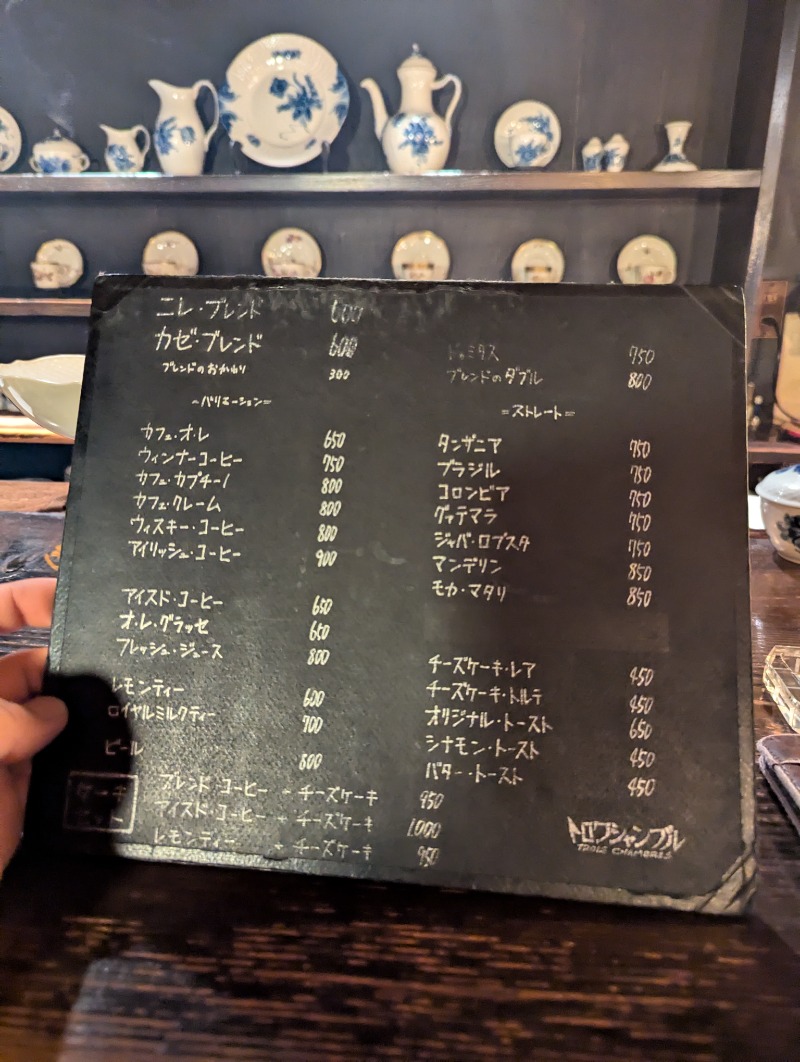 ニレ・ブレンド 600
カゼ・ブレンド 600
ブレンドのおかわり 300
〜バリエーション〜
カフェ・オ・レ 650
ウィンナーコーヒー 750
カフェ・カプチーノ 800
カフェ・クレーム 800
ウィスキー・コーヒー 800
アイリッシュ・コーヒー 900
アイスド・コーヒー 650
オ・レ・グラッセ 650
フレッシュ・ジュース 800
レモンティー 600
ロイヤルミルクティー 700
ビール 800
ドゥミタス 750
ブレンドのダブル 800
=ストレート=
タンザニア 750
ブラジル 750
コロンビア 750
グァテマラ 750
ジャバ・ロブスタ 750
マンデリン 850
モカ・マタリ 850
チーズケーキ・レア 450
チーズケーキ・トルテ 450
オリジナル・トースト 650
シナモン・トースト 450
バター・トースト 450
ケーキ
ブレンド・コーヒー + チーズケーキ 950
アイスド・コーヒー + チーズケーキ 1,000
レモンティー + チーズケーキ 950
トロワシャンブル
TROIS CHAMBRES